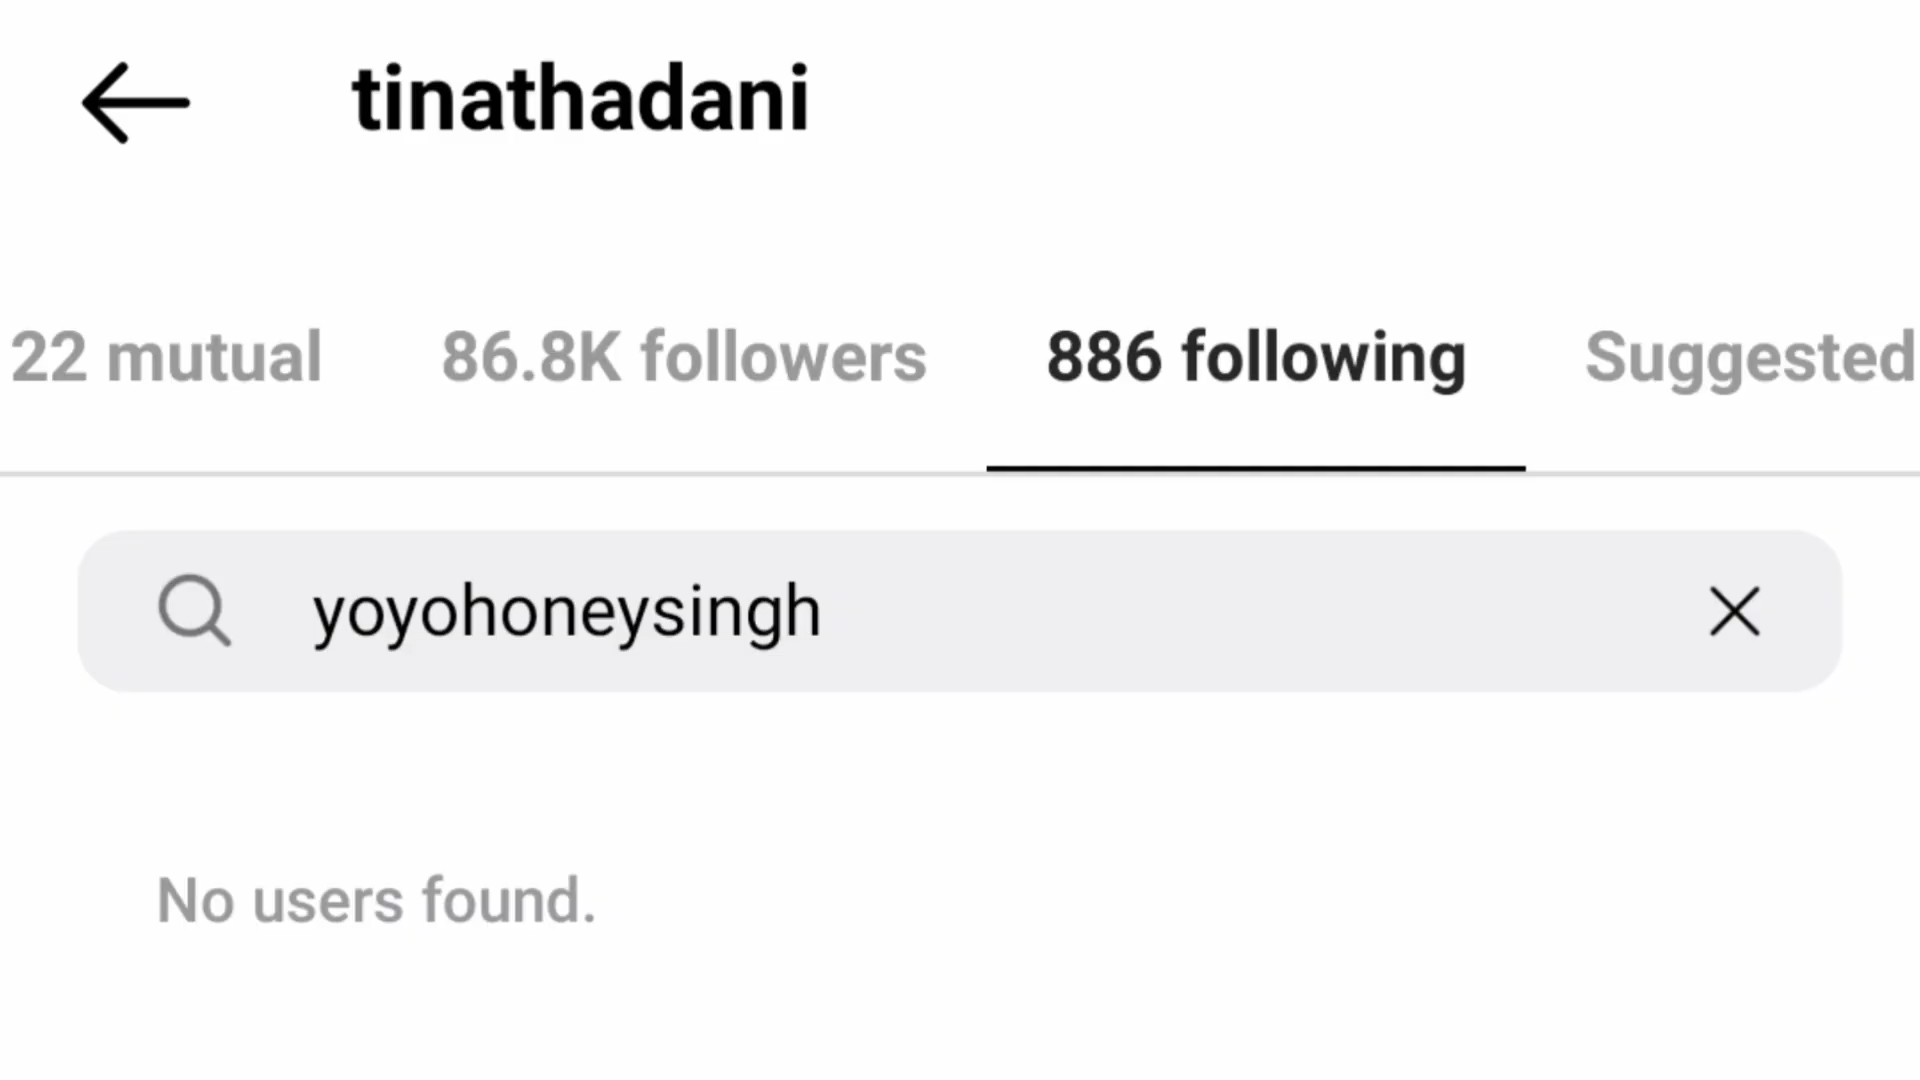 tinathadani
22 mutual 86.8K followers 886 following Suggested
yoyohoneysingh
No users found.